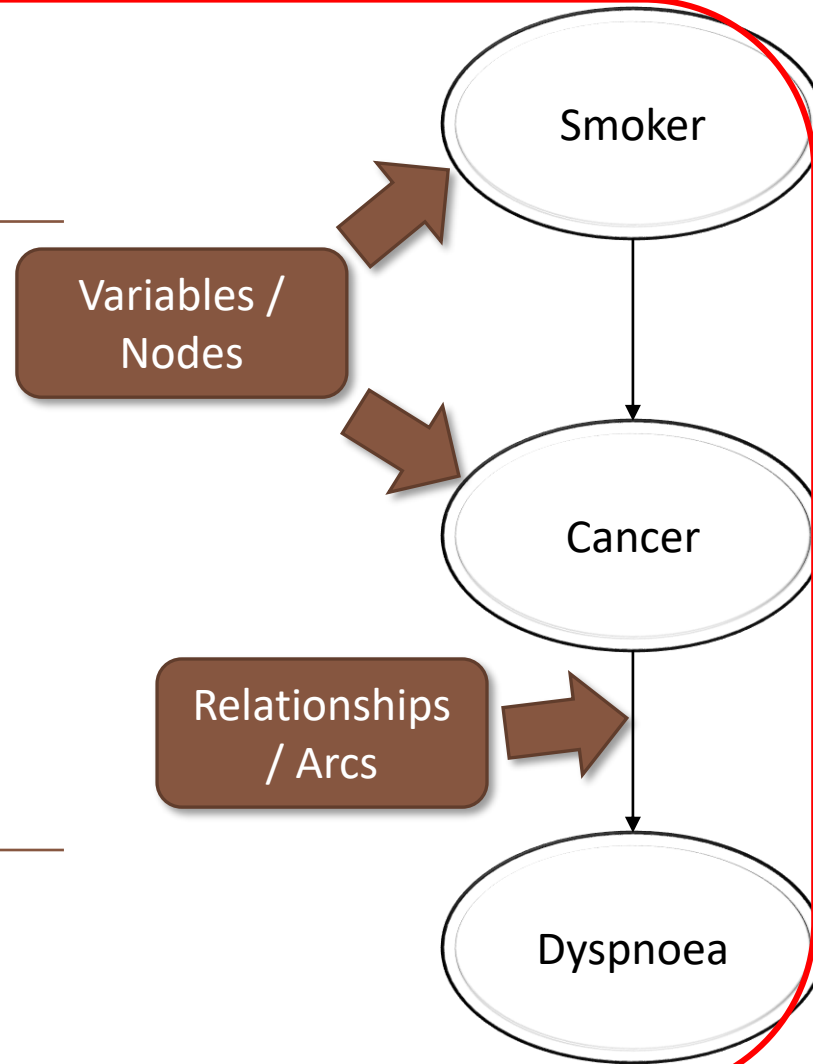 Smoker
Variables /
Nodes
Cancer
Relationships
/ Arcs
Dyspnoea